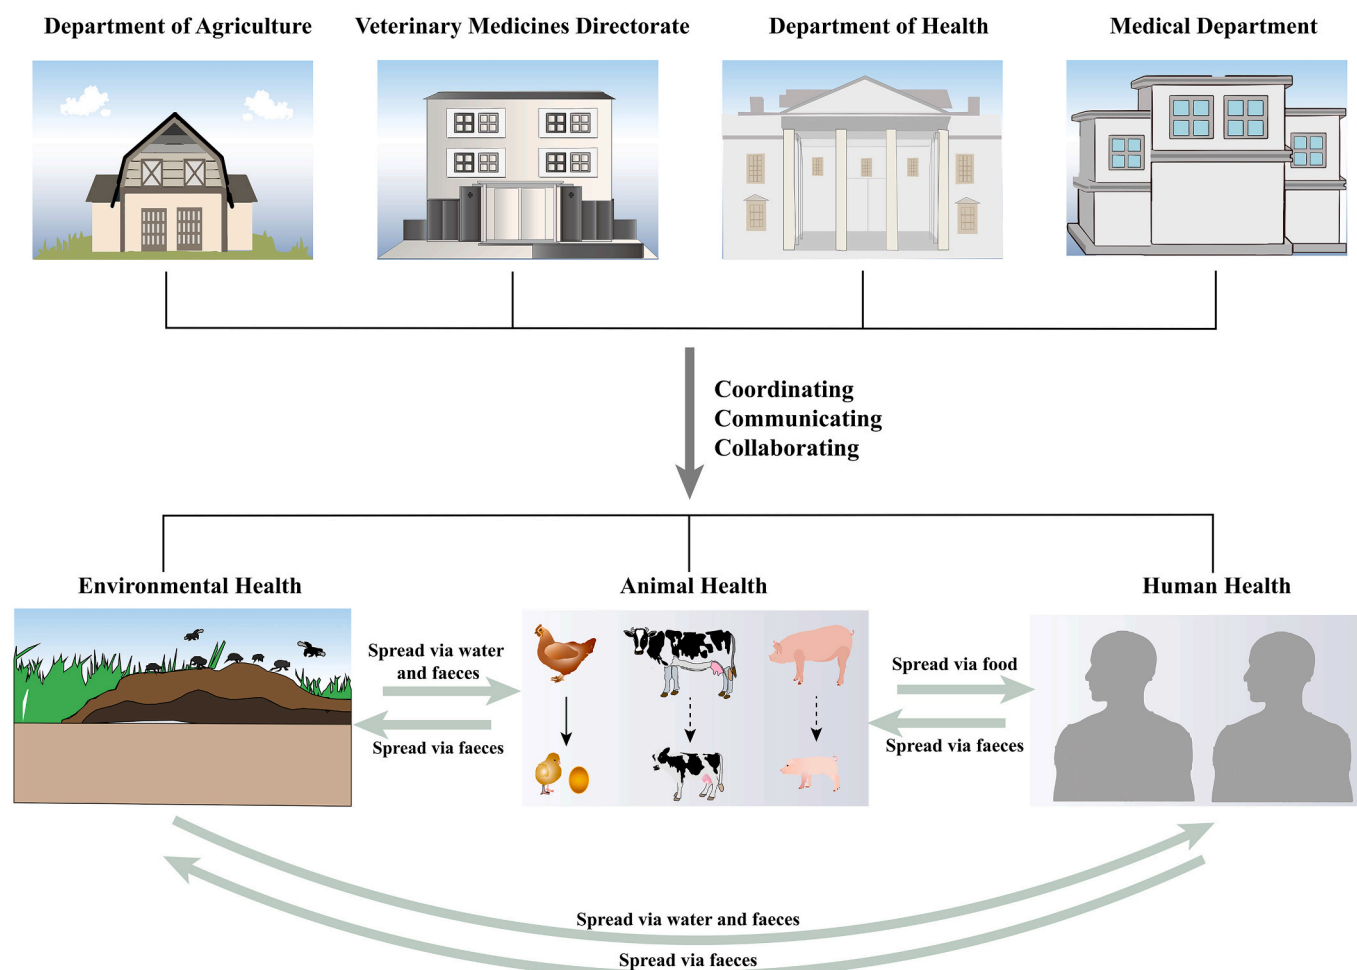 Department of Agriculture
Veterinary Medicines Directorate
Department of Health
Medical Department
Coordinating
Communicating
Collaborating
Environmental Health
Animal Health
Human Health
Spread via water
and faeces
Spread via faeces
Spread via food
Spread via faeces
Spread via water and faeces
Spread via faeces